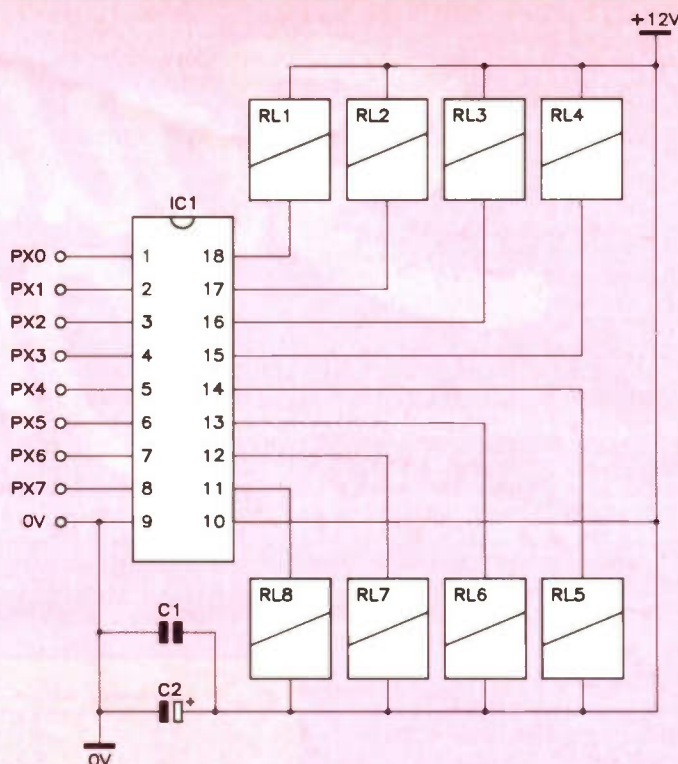 +12V
RL1 RL2 RL3 RL4
IC1
PX0 1 18
PX1 2 17
PX2 3 16
PX3 4 15
PX4 5 14
PX5 6 13
PX6 7 12
PX7 8 11
0V 9 10
RL8 RL7 RL6 RL5
C1
C2 +
0V